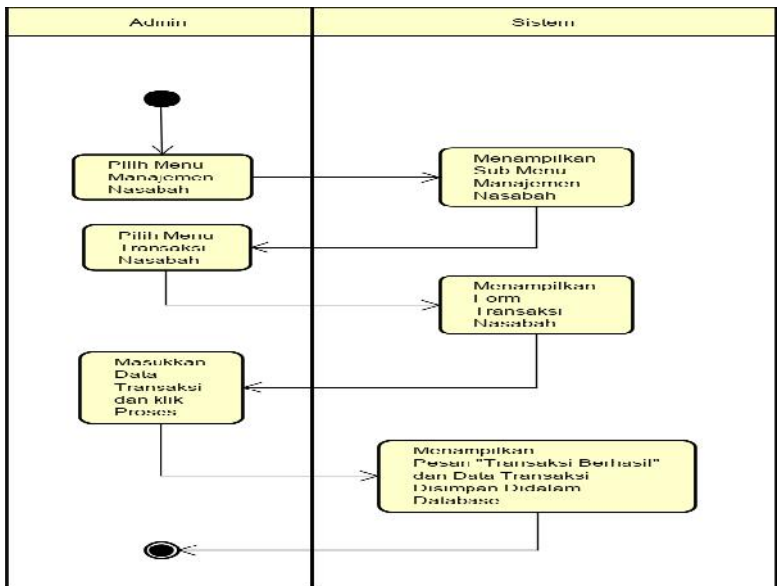 Admin
Sistem
Pilih Menu
Manajemen
Nasabah
Menampilkan
Sub Menu
Manajemen
Nasabah
Pilih Menu
Transaksi
Nasabah
Menampilkan
Form
Transaksi
Nasabah
Masukkan
Data
Transaksi
dan klik
Proses
Menampilkan
Pesan "Transaksi Berhasil"
dan Data Transaksi
Disimpan Didalam
Database